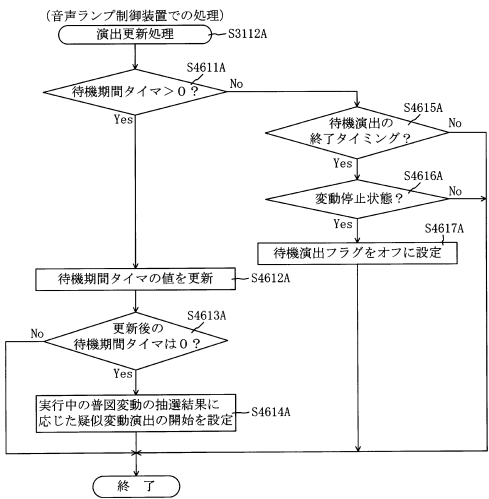 （音声ランプ制御装置での処理）
演出更新処理
S3112A
S4611A
待機期間タイマ＞０？
No
Yes
S4615A
待機演出の
終了タイミング？
No
Yes
S4616A
変動停止状態？
No
Yes
S4617A
待機演出フラグをオフに設定
待機期間タイマの値を更新
S4612A
S4613A
更新後の
待機期間タイマは０？
No
Yes
実行中の普図変動の抽選結果に
応じた疑似変動演出の開始を設定
S4614A
終 了